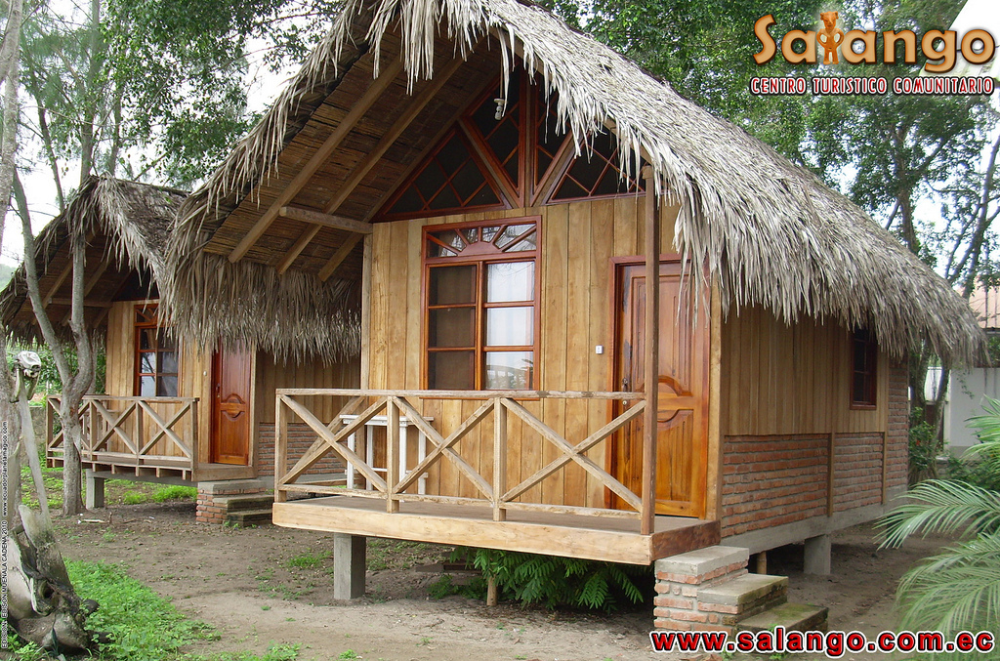 Salango
CENTRO TURISTICO COMUNITARIO
www.salango.com.ec